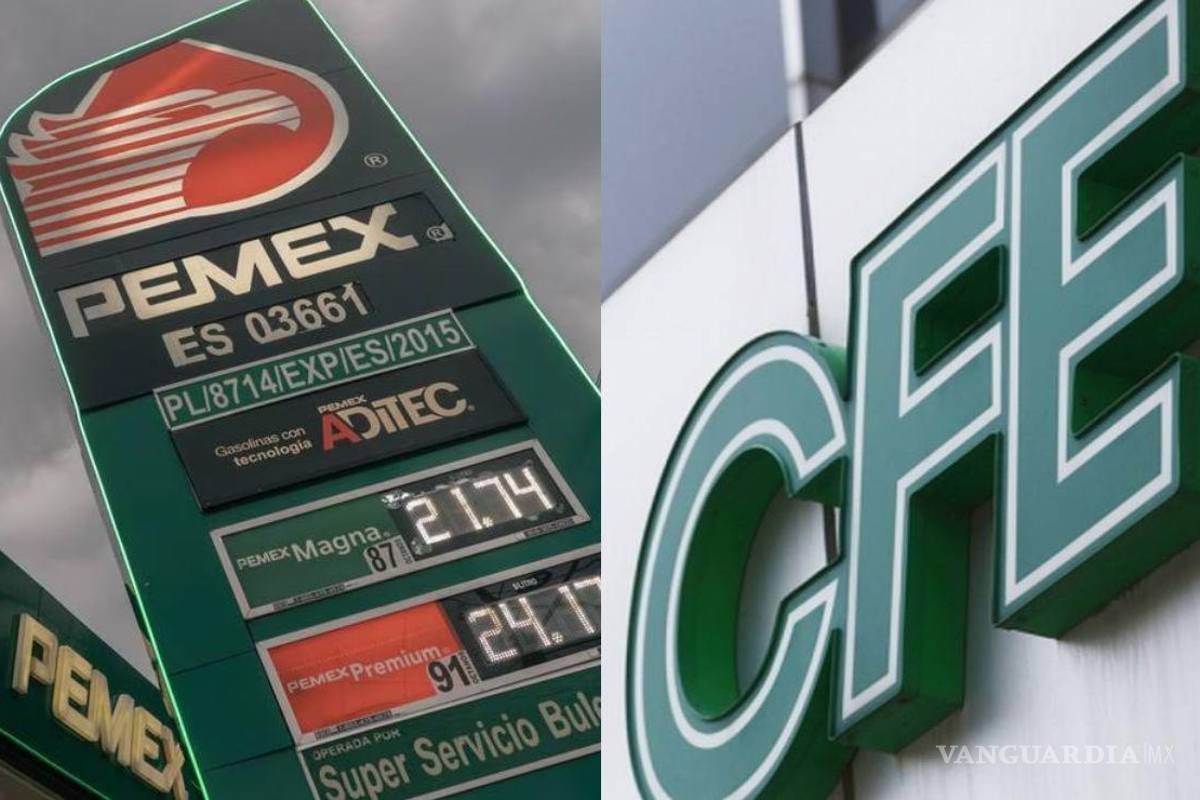 ®
PEMEX®
ES 03661
PL/8714/EXP/ES/2015
PEMEX
ADITEC®
Gasolinas con
tecnología
21.74
PEMEX Magna® 87
24.17
PEMEX Premium® 91
OPERADA POR
Super Servicio Bul
PEMEX
CFE
VANGUARDIA|MX